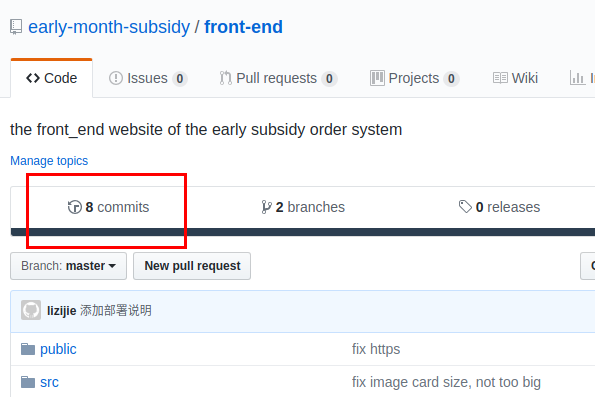 early-month-subsidy / front-end
Code Issues 0 Pull requests 0 Projects 0 Wiki
the front_end website of the early subsidy order system
Manage topics
8 commits 2 branches 0 releases
Branch: master New pull request
lizijie 添加部署说明
public fix https
src fix image card size, not too big